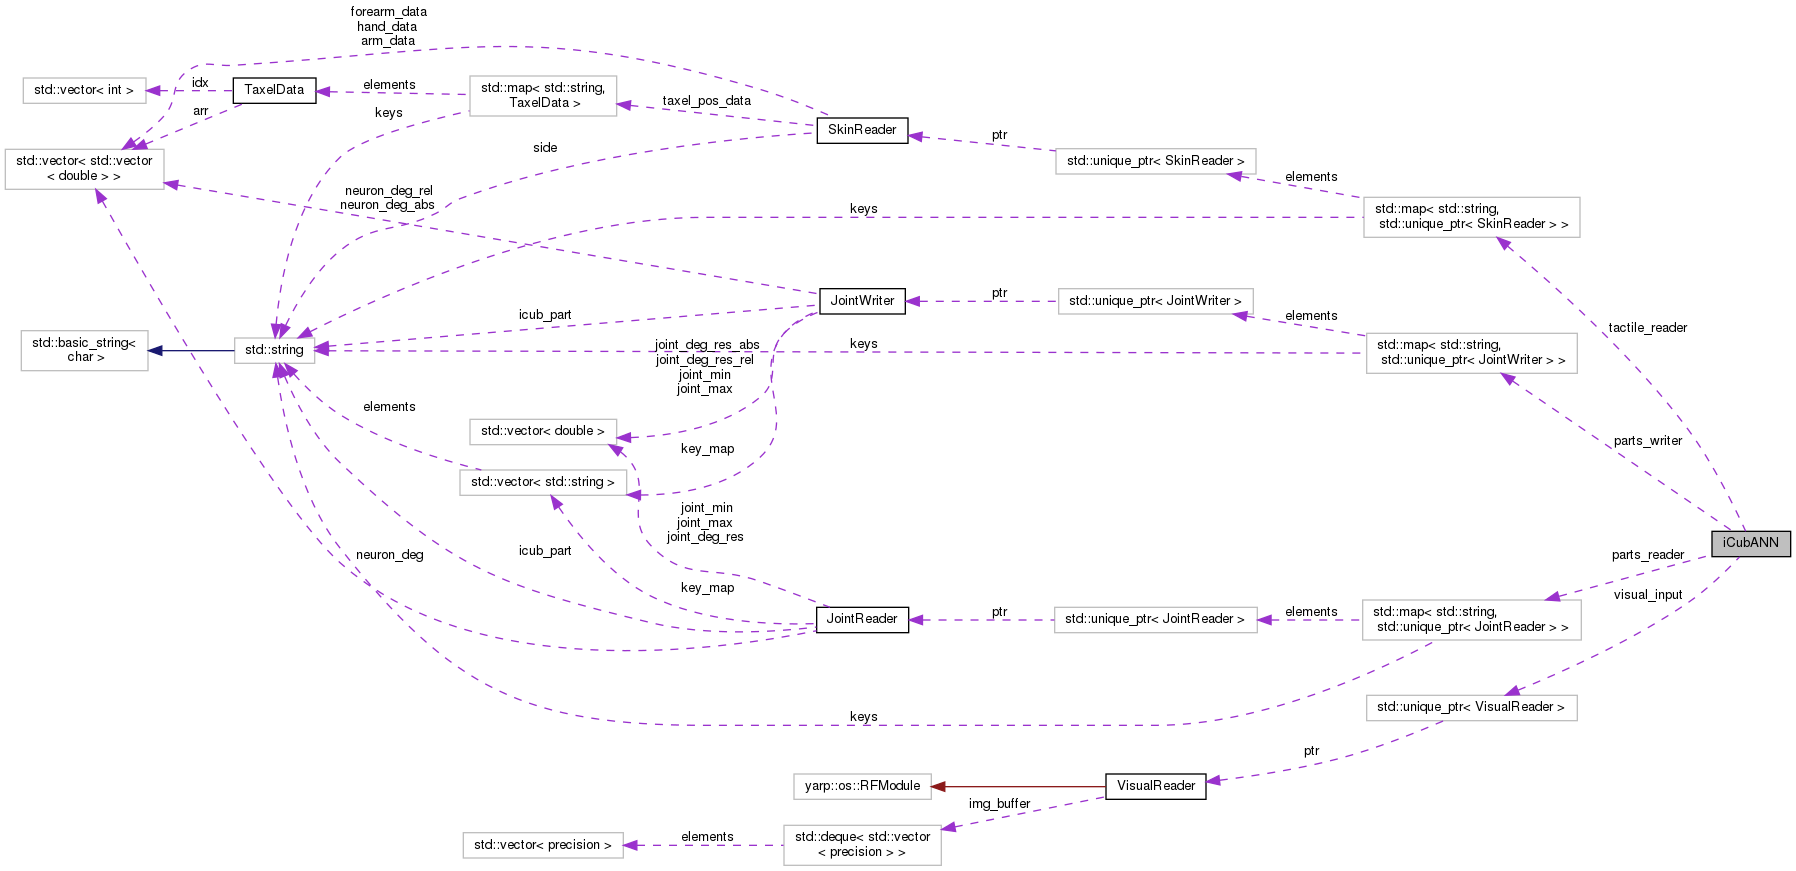 forearm_data
hand_data
arm_data
std::vector< int >
idx
TaxelData
elements
std::map< std::string,
TaxelData >
taxel_pos_data
arr
keys
SkinReader
ptr
std::unique_ptr< SkinReader >
std::vector< std::vector
< double > >
side
elements
neuron_deg_rel
neuron_deg_abs
keys
std::map< std::string,
std::unique_ptr< SkinReader > >
JointWriter
ptr
std::unique_ptr< JointWriter >
icub_part
elements
tactile_reader
std::basic_string<
char >
std::string
joint_deg_res_abs
joint_deg_res_rel
joint_min
joint_max
keys
std::map< std::string,
std::unique_ptr< JointWriter > >
elements
std::vector< double >
key_map
parts_writer
std::vector< std::string >
joint_min
joint_max
joint_deg_res
iCubANN
neuron_deg
icub_part
parts_reader
key_map
visual_input
JointReader
ptr
std::unique_ptr< JointReader >
elements
std::map< std::string,
std::unique_ptr< JointReader > >
keys
std::unique_ptr< VisualReader >
ptr
yarp::os::RFModule
VisualReader
img_buffer
std::vector< precision >
elements
std::deque< std::vector
< precision > >